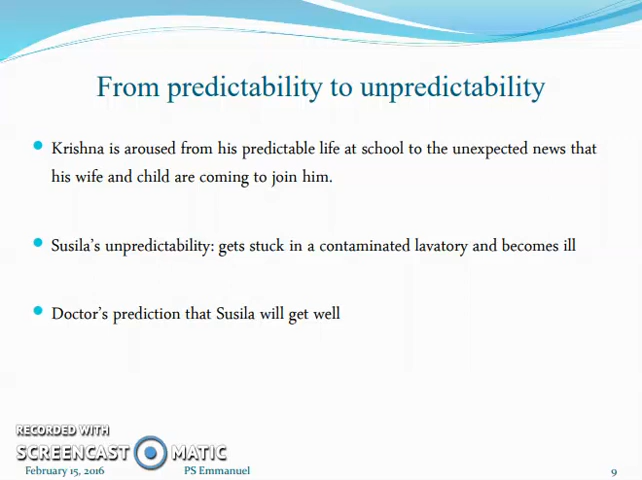 From predictability to unpredictability
Krishna is aroused from his predictable life at school to the unexpected news that
his wife and child are coming to join him.
Susila's unpredictability: gets stuck in a contaminated lavatory and becomes ill
Doctor's prediction that Susila will get well
RECORDED WITH
SCREENCAST MATIC
February 15, 2016 PS Emmanuel 9